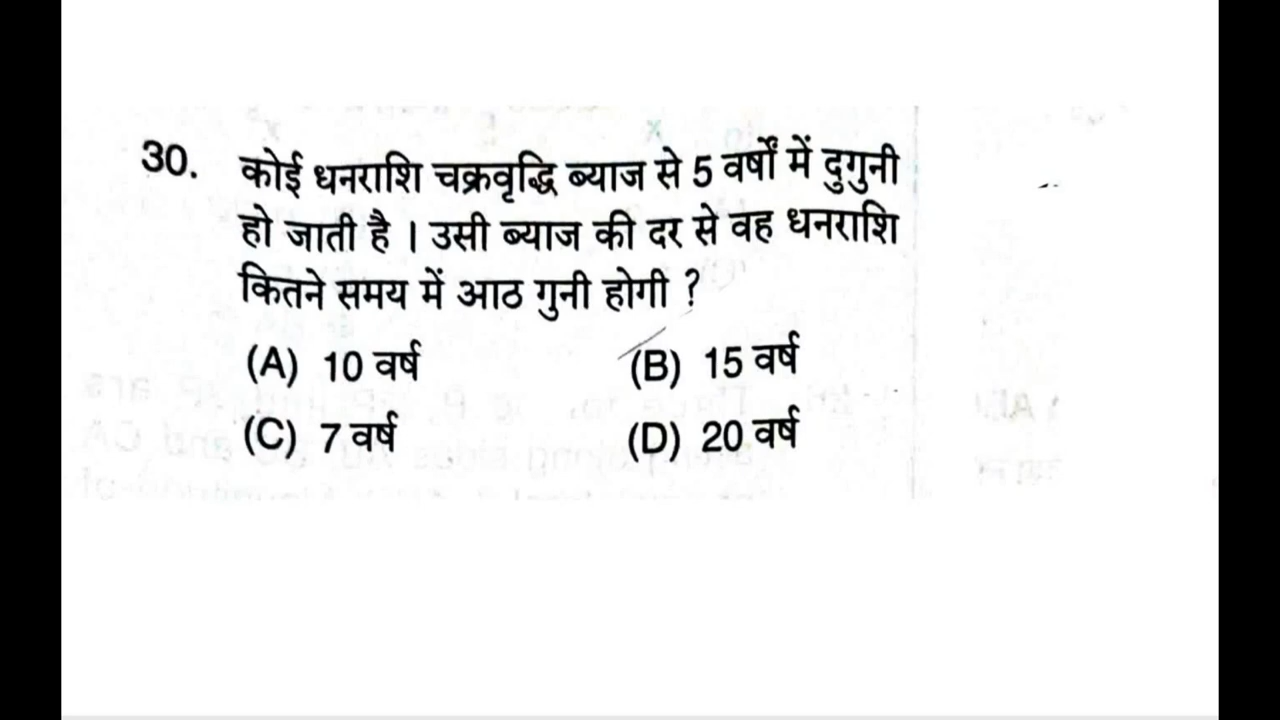 30. कोई धनराशि चक्रवृद्धि ब्याज से 5 वर्षों में दुगुनी
हो जाती है । उसी ब्याज की दर से वह धनराशि
कितने समय में आठ गुनी होगी ?
(A) 10 वर्ष (B) 15 वर्ष
(C) 7 वर्ष (D) 20 वर्ष